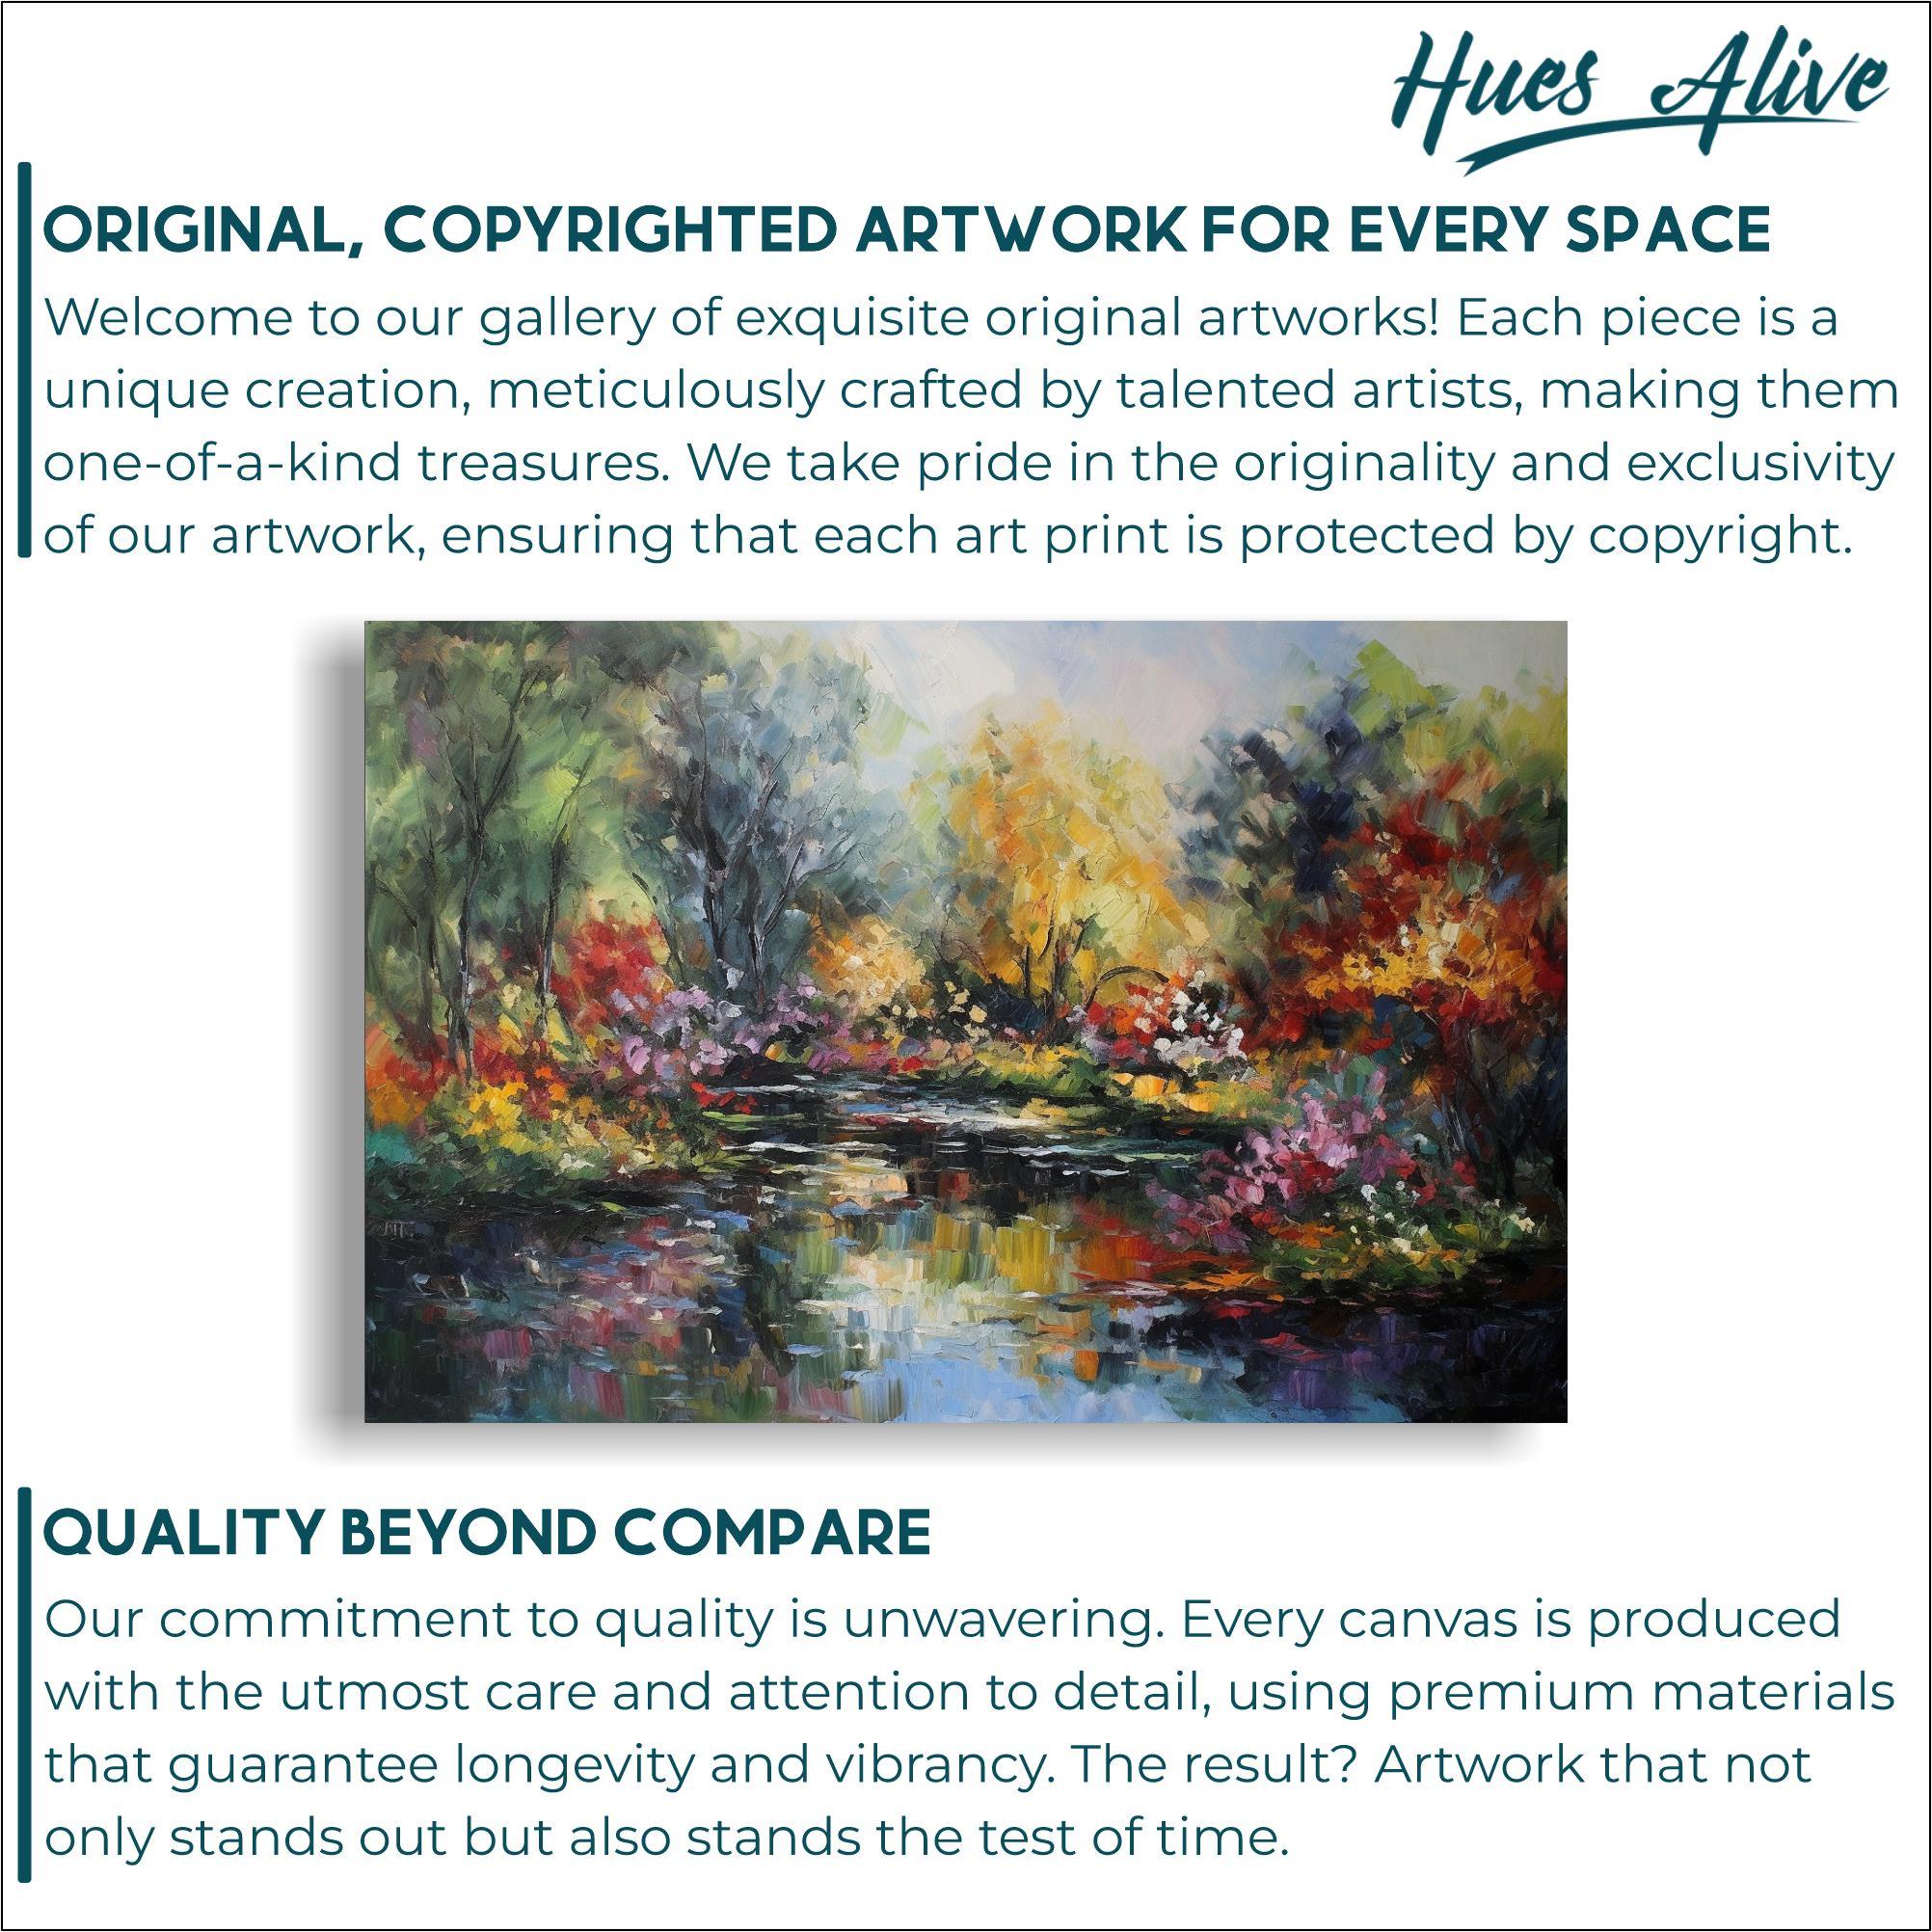 Hues Alive
ORIGINAL, COPYRIGHTED ARTWORK FOR EVERY SPACE
Welcome to our gallery of exquisite original artworks! Each piece is a
unique creation, meticulously crafted by talented artists, making them
one-of-a-kind treasures. We take pride in the originality and exclusivity
of our artwork, ensuring that each art print is protected by copyright.
QUALITY BEYOND COMPARE
Our commitment to quality is unwavering. Every canvas is produced
with the utmost care and attention to detail, using premium materials
that guarantee longevity and vibrancy. The result? Artwork that not
only stands out but also stands the test of time.